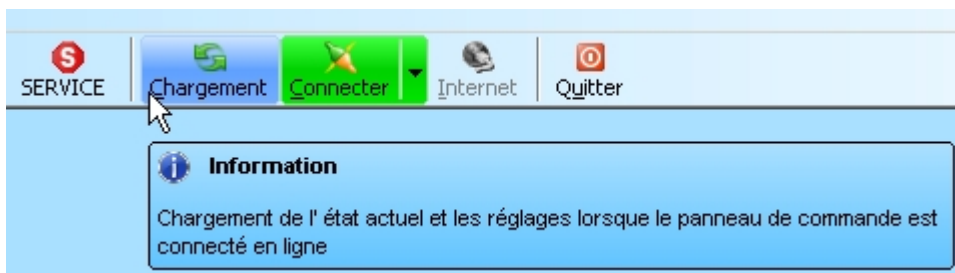 S
SERVICE Chargement Connecter Internet Quitter
Information
Chargement de l' état actuel et les réglages lorsque le panneau de commande est
connecté en ligne